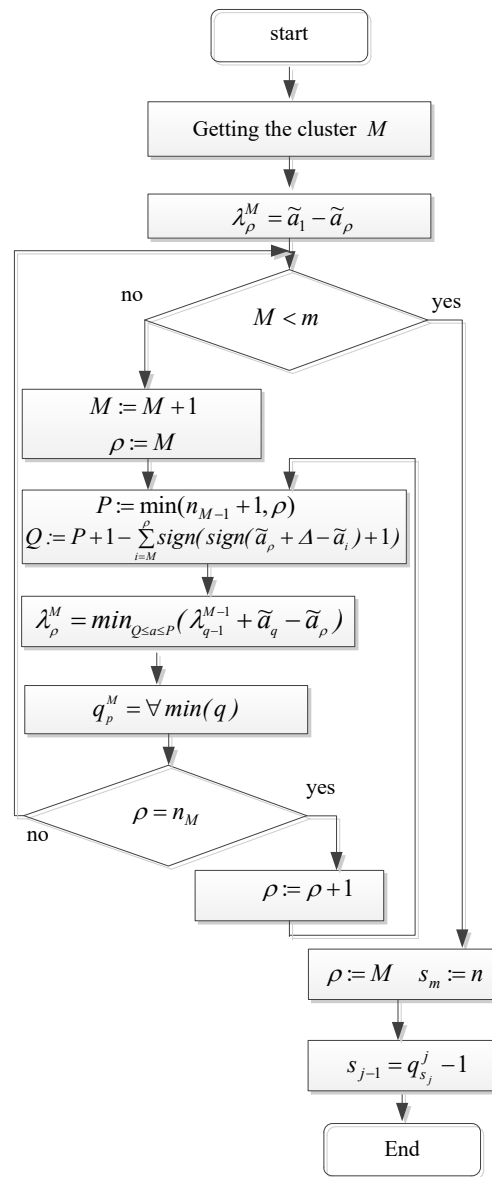 start
Getting the cluster M
λ_ρ^M = ã_1 − ã_ρ
no
yes
M < m
M := M + 1
ρ := M
P := min(n_{M−1} + 1, ρ)
Q := P + 1 − ∑_{i=M}^{ρ} sign(sign(ã_ρ + Δ − ã_i) + 1)
λ_ρ^M = min_{Q≤a≤P}(λ_{q−1}^{M−1} + ã_q − ã_ρ)
q_p^M = ∀ min(q)
yes
ρ = n_M
no
ρ := ρ + 1
ρ := M s_m := n
s_{j−1} = q_{s_j}^j − 1
End